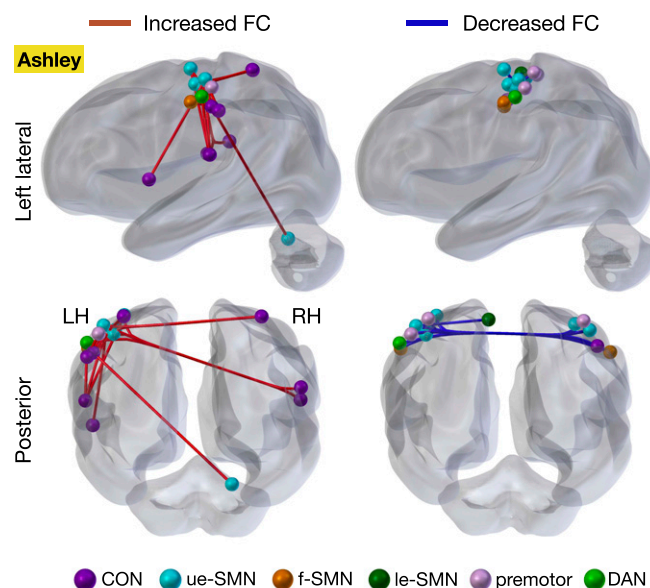 Increased FC
Decreased FC
Ashley
Left lateral
LH
RH
Posterior
CON
ue-SMN
f-SMN
le-SMN
premotor
DAN